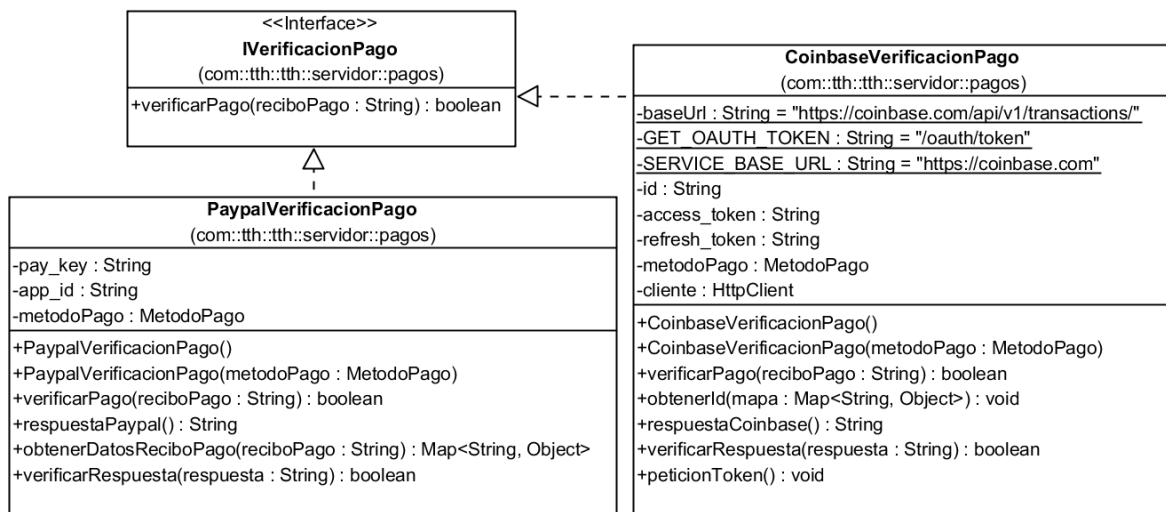 <<Interface>>
IVerificacionPago
(com::tth::tth::servidor::pagos)
+verificarPago(reciboPago : String) : boolean
PaypalVerificacionPago
(com::tth::tth::servidor::pagos)
-pay_key : String
-app_id : String
-metodoPago : MetodoPago
+PaypalVerificacionPago()
+PaypalVerificacionPago(metodoPago : MetodoPago)
+verificarPago(reciboPago : String) : boolean
+respuestaPaypal() : String
+obtenerDatosReciboPago(reciboPago : String) : Map<String, Object>
+verificarRespuesta(respuesta : String) : boolean
CoinbaseVerificacionPago
(com::tth::tth::servidor::pagos)
-baseUrl : String = "https://coinbase.com/api/v1/transactions/"
-GET_OAUTH_TOKEN : String = "/oauth/token"
-SERVICE_BASE_URL : String = "https://coinbase.com"
-id : String
-access_token : String
-refresh_token : String
-metodoPago : MetodoPago
-cliente : HttpClient
+CoinbaseVerificacionPago()
+CoinbaseVerificacionPago(metodoPago : MetodoPago)
+verificarPago(reciboPago : String) : boolean
+obtenerId(mapa : Map<String, Object>) : void
+respuestaCoinbase() : String
+verificarRespuesta(respuesta : String) : boolean
+peticionToken() : void